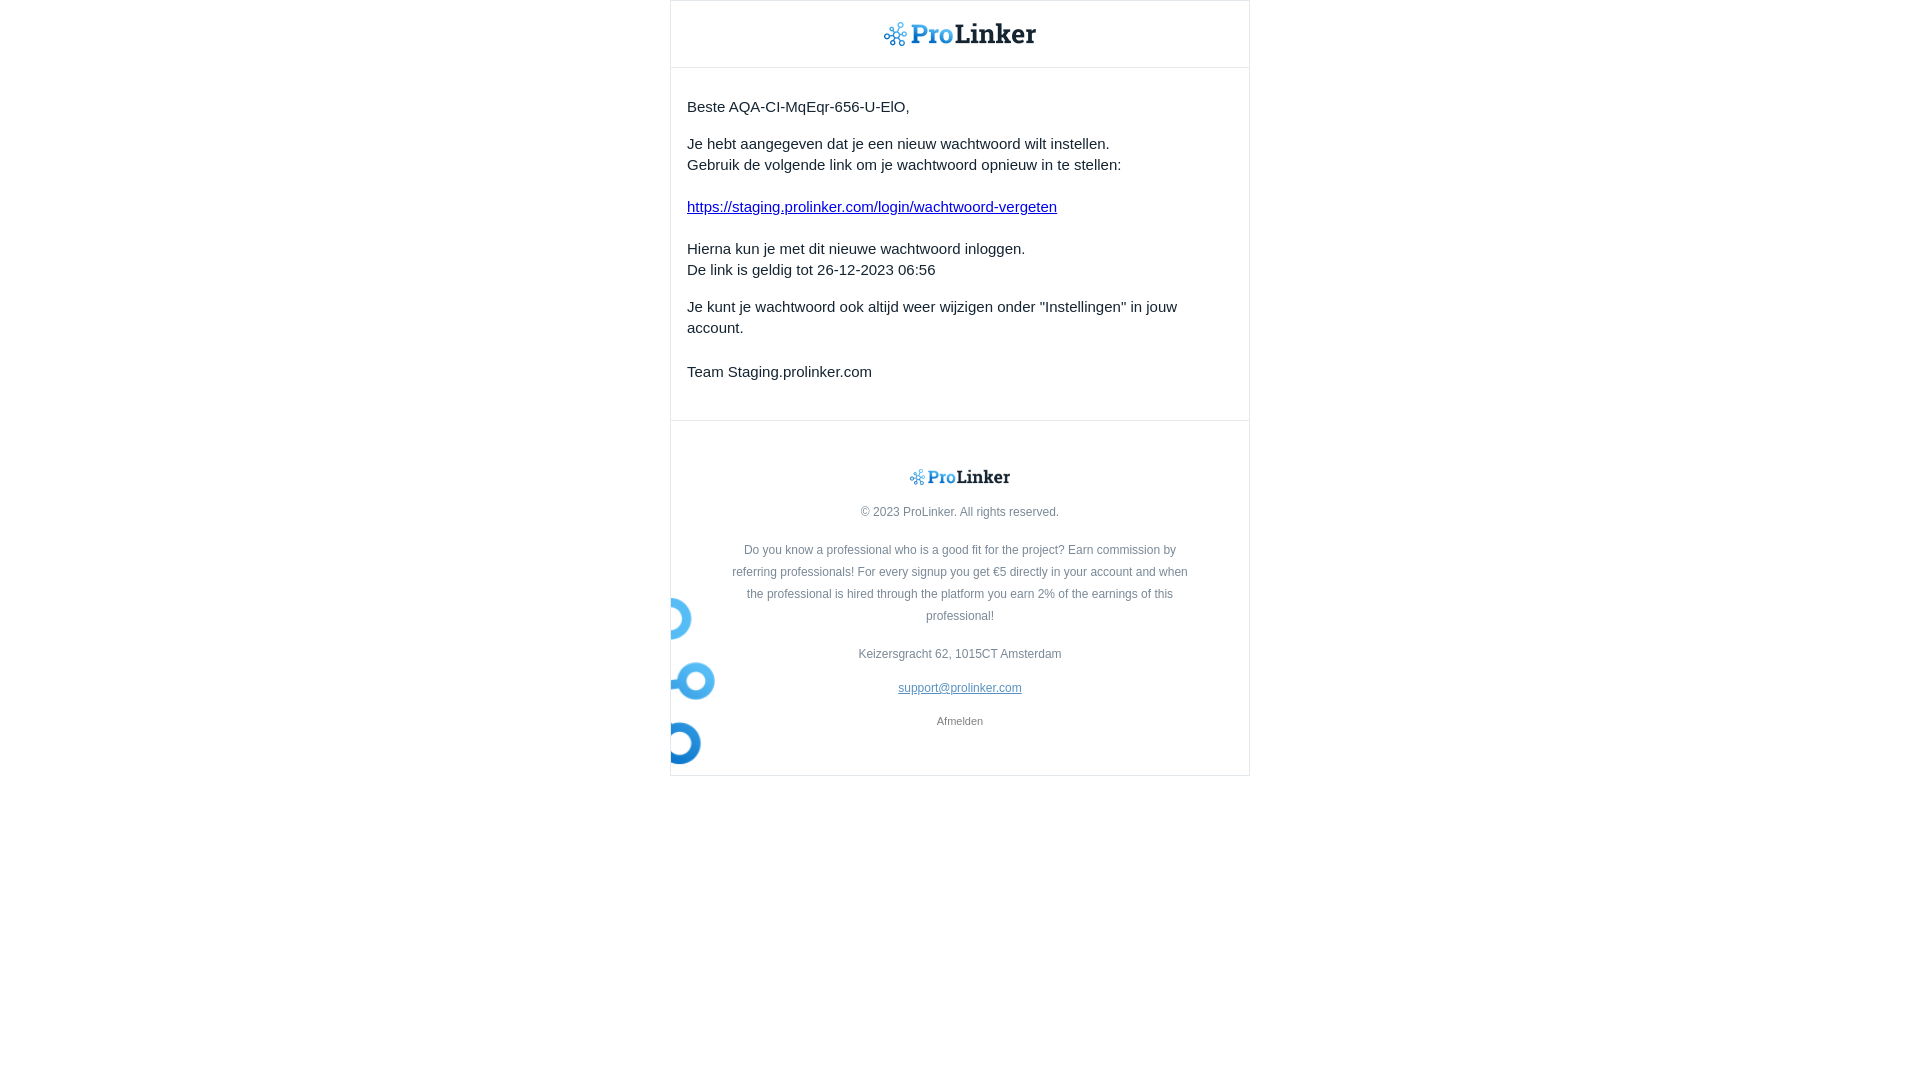 ProLinker
Beste AQA-CI-MqEqr-656-U-ElO,
Je hebt aangegeven dat je een nieuw wachtwoord wilt instellen.
Gebruik de volgende link om je wachtwoord opnieuw in te stellen:
https://staging.prolinker.com/login/wachtwoord-vergeten
Hierna kun je met dit nieuwe wachtwoord inloggen.
De link is geldig tot 26-12-2023 06:56
Je kunt je wachtwoord ook altijd weer wijzigen onder "Instellingen" in jouw
account.
Team Staging.prolinker.com
ProLinker
© 2023 ProLinker. All rights reserved.
Do you know a professional who is a good fit for the project? Earn commission by
referring professionals! For every signup you get €5 directly in your account and when
the professional is hired through the platform you earn 2% of the earnings of this
professional!
Keizersgracht 62, 1015CT Amsterdam
support@prolinker.com
Afmelden